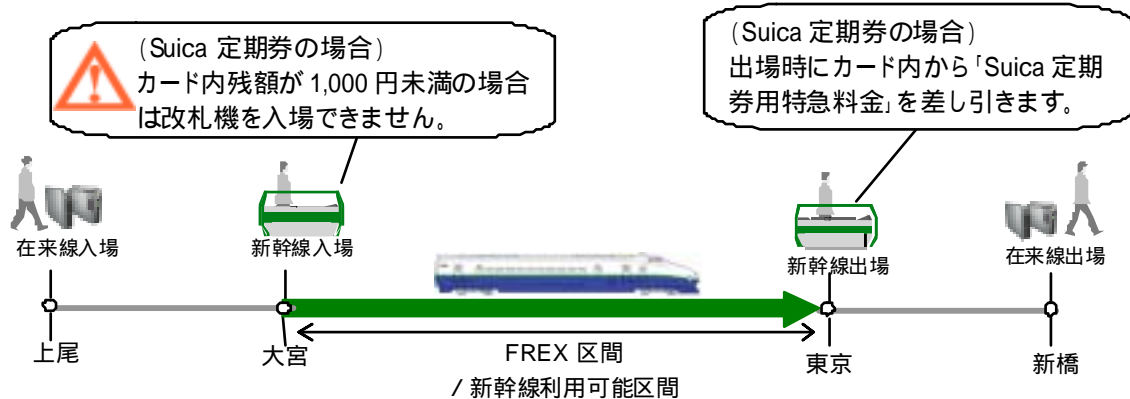 (Suica 定期券の場合)
カード内残額が 1,000 円未満の場合
は改札機を入場できません。
(Suica 定期券の場合)
出場時にカード内から「Suica 定期
券用特急料金」を差し引きます。
在来線入場
新幹線入場
新幹線出場
在来線出場
上尾
大宮
FREX 区間
/ 新幹線利用可能区間
東京
新橋